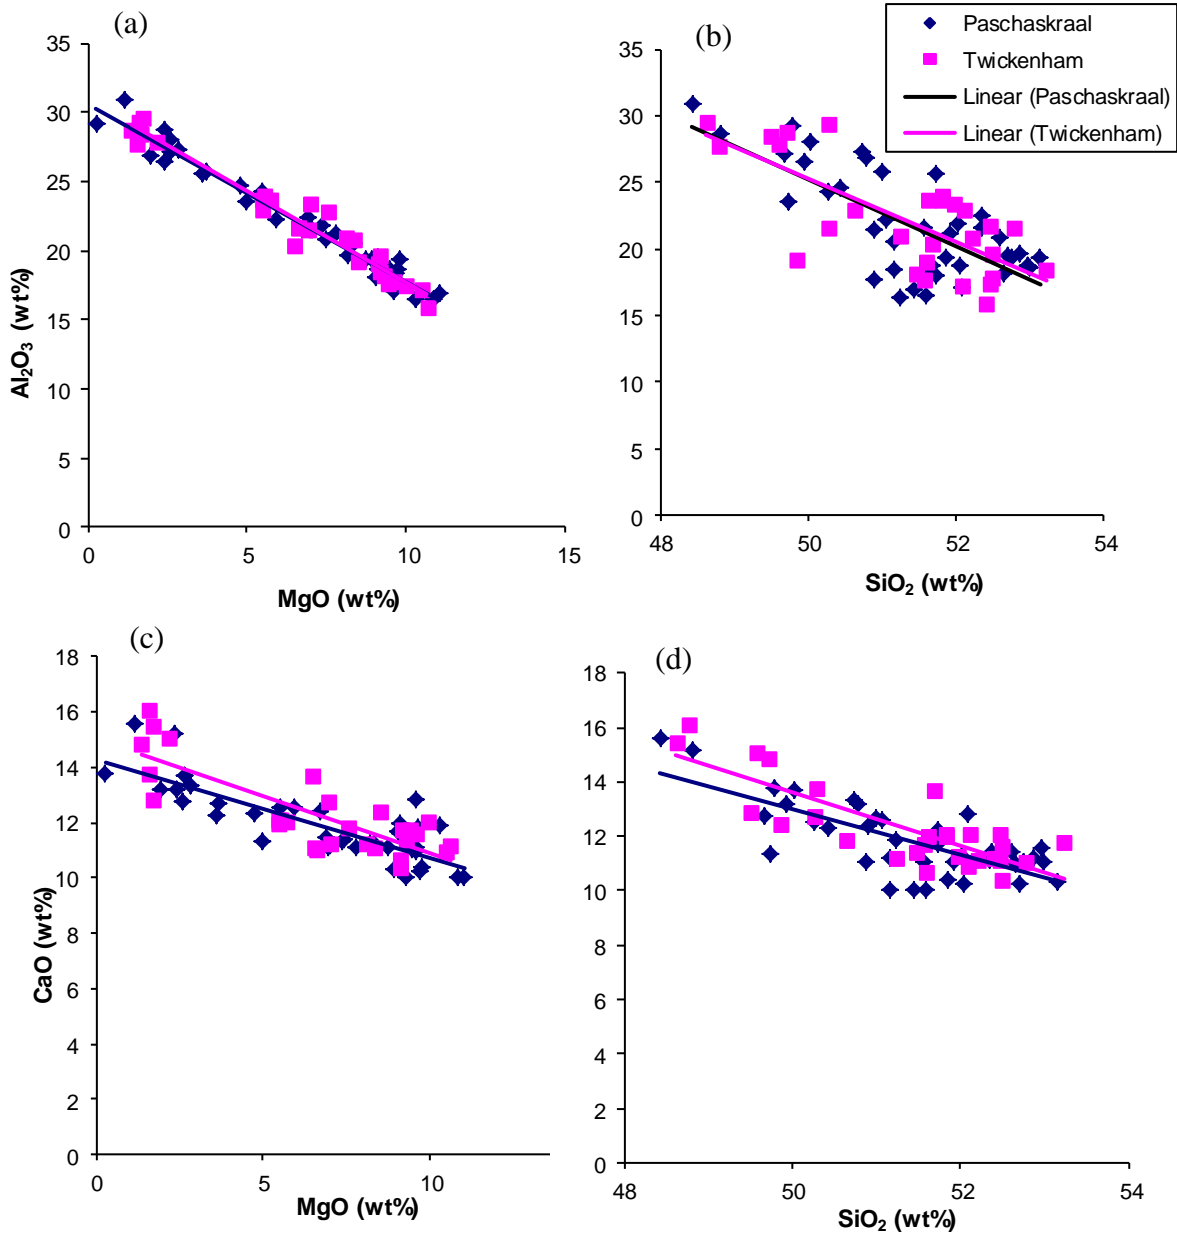 (a)
35
30
25
20
15
10
5
0
0 5 10 15
Al₂O₃ (wt%)
MgO (wt%)
(b)
35
30
25
20
15
10
5
0
48 50 52 54
SiO₂ (wt%)
Paschaskraal
Twickenham
Linear (Paschaskraal)
Linear (Twickenham)
(c)
18
16
14
12
10
8
6
4
2
0
0 5 10
CaO (wt%)
MgO (wt%)
(d)
18
16
14
12
10
8
6
4
2
0
48 50 52 54
SiO₂ (wt%)